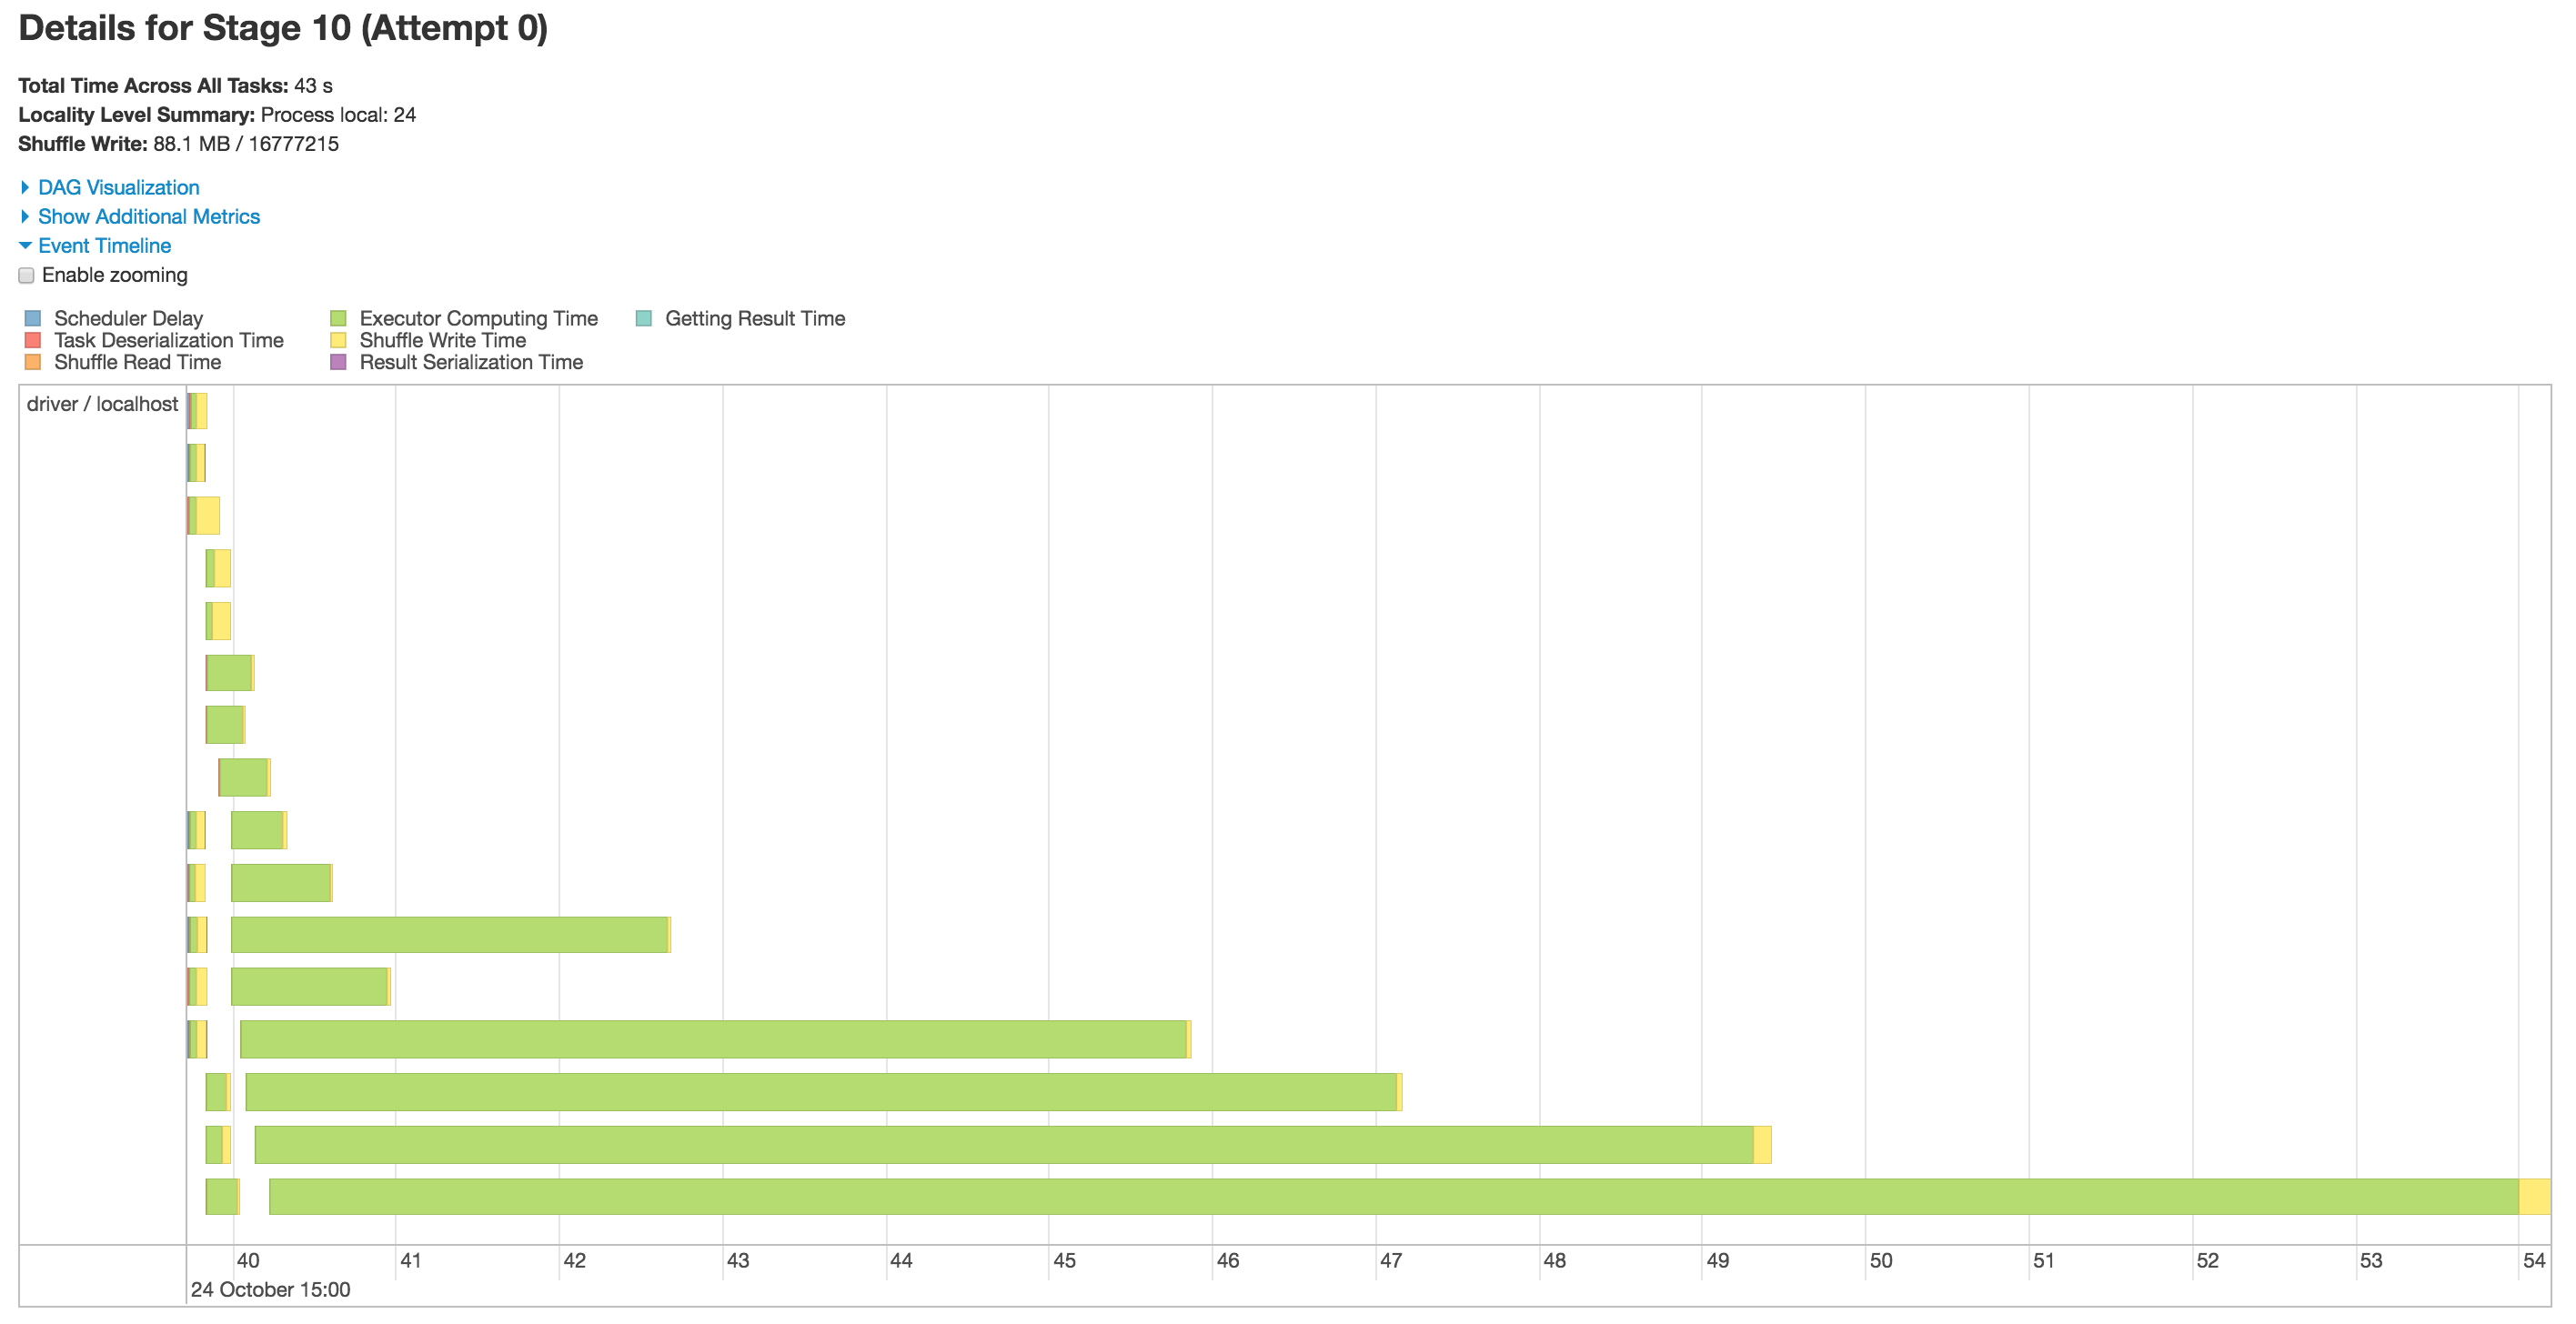 Details for Stage 10 (Attempt 0)
Total Time Across All Tasks: 43 s
Locality Level Summary: Process local: 24
Shuffle Write: 88.1 MB / 16777215
DAG Visualization
Show Additional Metrics
Event Timeline
Enable zooming
Scheduler Delay Executor Computing Time Getting Result Time
Task Deserialization Time Shuffle Write Time
Shuffle Read Time Result Serialization Time
driver / localhost
40 41 42 43 44 45 46 47 48 49 50 51 52 53 54
24 October 15:00